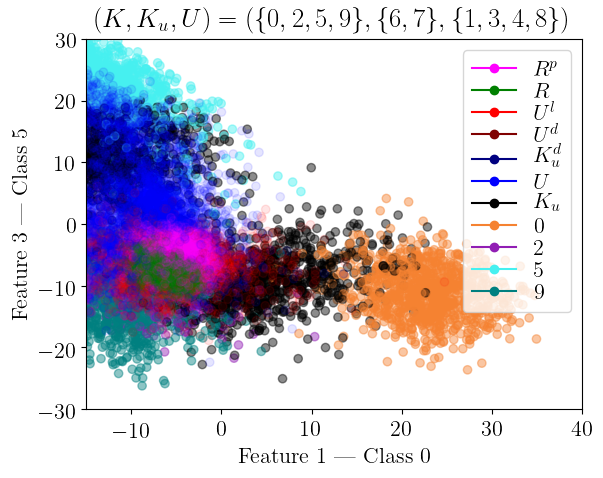 (K, K_u, U) = ({0, 2, 5, 9}, {6, 7}, {1, 3, 4, 8})
30
20
10
0
−10
−20
−30
Feature 3 — Class 5
R^p
R
U^l
U^d
K_u^d
U
K_u
0
2
5
9
−10
0
10
20
30
40
Feature 1 — Class 0